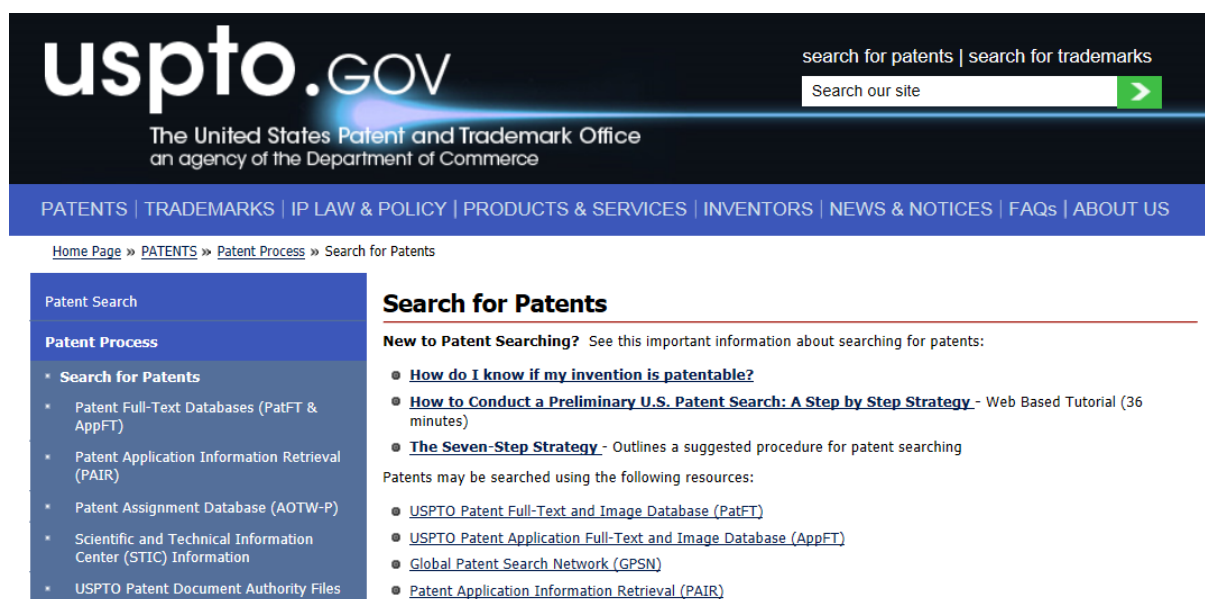 uspto.GOV
The United States Patent and Trademark Office
an agency of the Department of Commerce
search for patents | search for trademarks
Search our site
PATENTS | TRADEMARKS | IP LAW & POLICY | PRODUCTS & SERVICES | INVENTORS | NEWS & NOTICES | FAQs | ABOUT US
Home Page » PATENTS » Patent Process » Search for Patents
Patent Search
Patent Process
Search for Patents
Patent Full-Text Databases (PatFT &
AppFT)
Patent Application Information Retrieval
(PAIR)
Patent Assignment Database (AOTW-P)
Scientific and Technical Information
Center (STIC) Information
USPTO Patent Document Authority Files
Search for Patents
New to Patent Searching? See this important information about searching for patents:
How do I know if my invention is patentable?
How to Conduct a Preliminary U.S. Patent Search: A Step by Step Strategy - Web Based Tutorial (36
minutes)
The Seven-Step Strategy - Outlines a suggested procedure for patent searching
Patents may be searched using the following resources:
USPTO Patent Full-Text and Image Database (PatFT)
USPTO Patent Application Full-Text and Image Database (AppFT)
Global Patent Search Network (GPSN)
Patent Application Information Retrieval (PAIR)